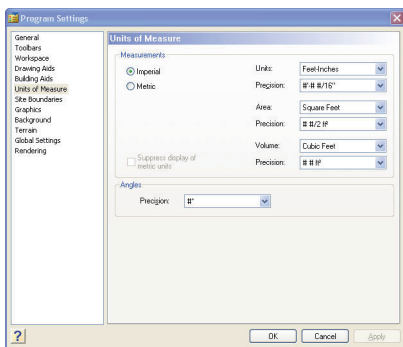 Program Settings
General
Toolbars
Workspace
Drawing Aids
Building Aids
Units of Measure
Site Boundaries
Graphics
Background
Terrain
Global Settings
Rendering
Units of Measure
Measurements
Imperial
Metric
Units: Feet-Inches
Precision: #'-# #/16"
Area: Square Feet
Precision: # #/2 ft²
Volume: Cubic Feet
Precision: # # ft³
Suppress display of
metric units
Angles
Precision: #°
?
OK Cancel Apply